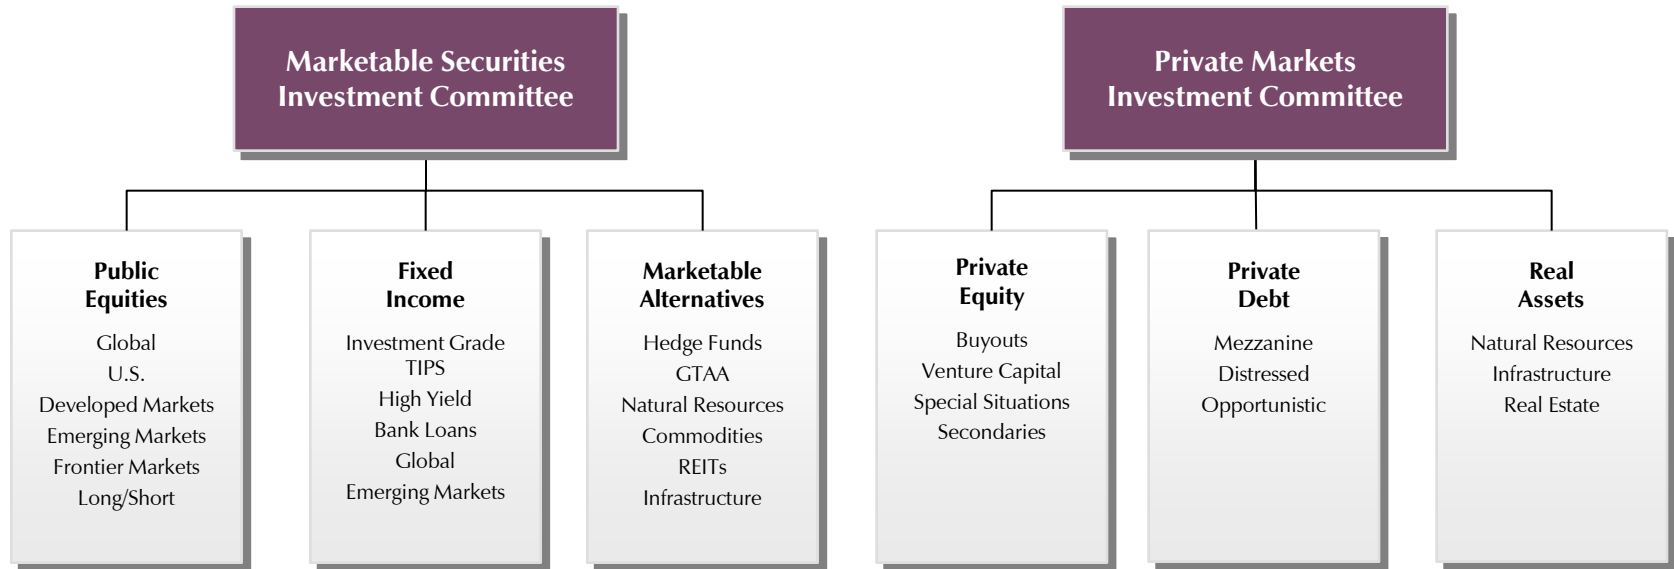 Marketable Securities
Investment Committee
Private Markets
Investment Committee
Public
Equities
Global
U.S.
Developed Markets
Emerging Markets
Frontier Markets
Long/Short
Fixed
Income
Investment Grade
TIPS
High Yield
Bank Loans
Global
Emerging Markets
Marketable
Alternatives
Hedge Funds
GTAA
Natural Resources
Commodities
REITs
Infrastructure
Private
Equity
Buyouts
Venture Capital
Special Situations
Secondaries
Private
Debt
Mezzanine
Distressed
Opportunistic
Real
Assets
Natural Resources
Infrastructure
Real Estate